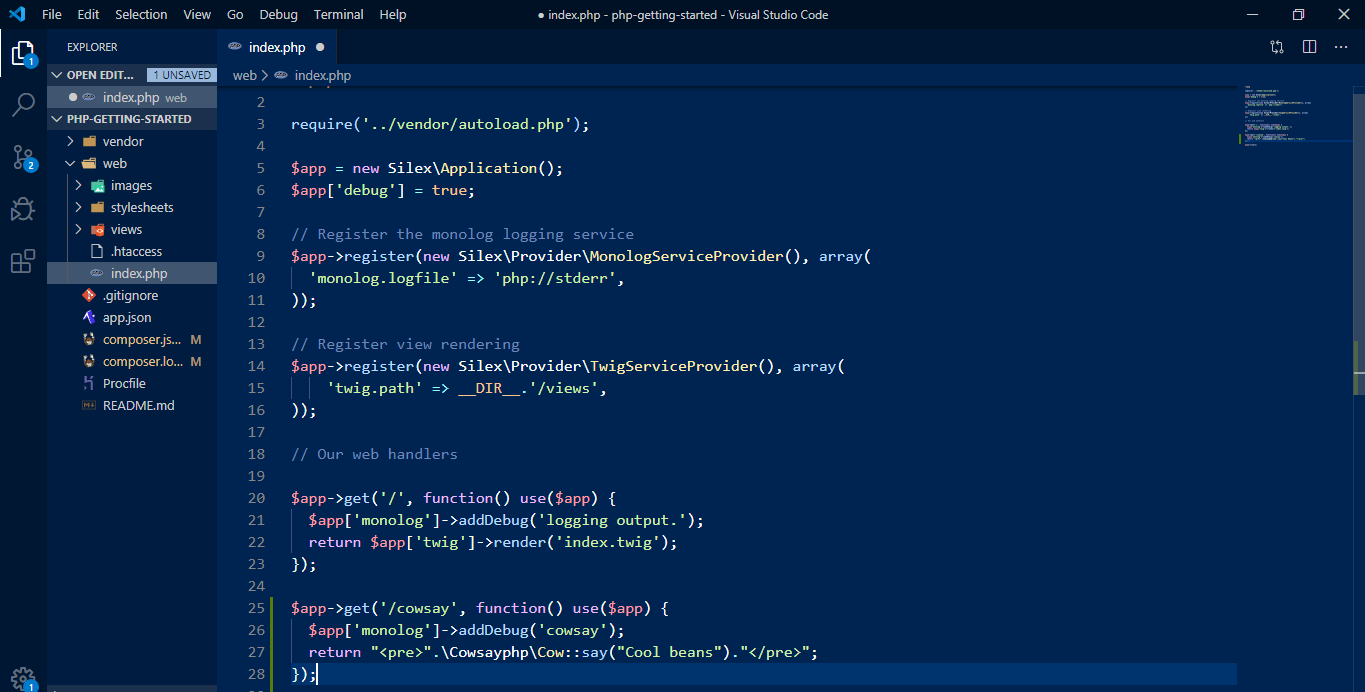 File Edit Selection View Go Debug Terminal Help
● index.php - php-getting-started - Visual Studio Code
EXPLORER
OPEN EDIT... 1 UNSAVED
index.php web
PHP-GETTING-STARTED
vendor
web
images
stylesheets
views
.htaccess
index.php
.gitignore
app.json
composer.js... M
composer.lo... M
Procfile
README.md
1
2
1
index.php ●
web > index.php
2
3 require('../vendor/autoload.php');
4
5 $app = new Silex\Application();
6 $app['debug'] = true;
7
8 // Register the monolog logging service
9 $app->register(new Silex\Provider\MonologServiceProvider(), array(
10 'monolog.logfile' => 'php://stderr',
11 ));
12
13 // Register view rendering
14 $app->register(new Silex\Provider\TwigServiceProvider(), array(
15 'twig.path' => __DIR__.'/views',
16 ));
17
18 // Our web handlers
19
20 $app->get('/', function() use($app) {
21 $app['monolog']->addDebug('logging output.');
22 return $app['twig']->render('index.twig');
23 });
24
25 $app->get('/cowsay', function() use($app) {
26 $app['monolog']->addDebug('cowsay');
27 return "<pre>".\Cowsayphp\Cow::say("Cool beans")."</pre>";
28 });